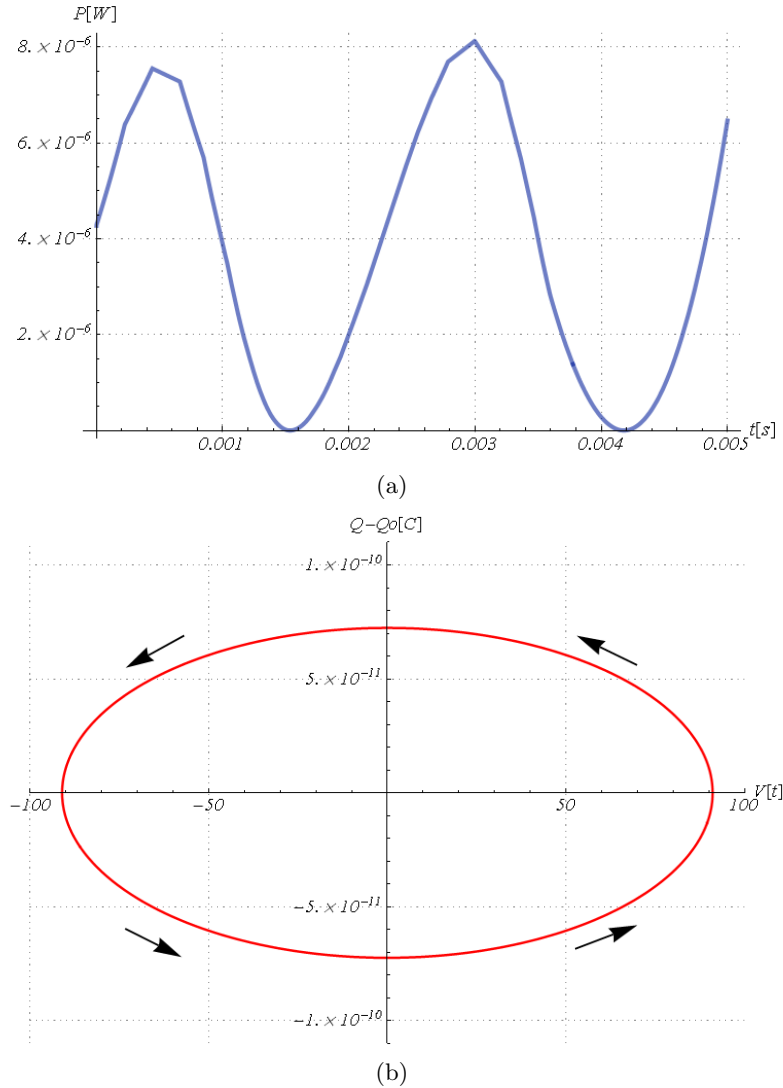 P[W]
8.×10⁻⁶
6.×10⁻⁶
4.×10⁻⁶
2.×10⁻⁶
0.001 0.002 0.003 0.004 0.005 t[s]
(a)
Q-Qo[C]
1.×10⁻¹⁰
5.×10⁻¹¹
-100 -50 50 100 V[t]
-5.×10⁻¹¹
-1.×10⁻¹⁰
(b)